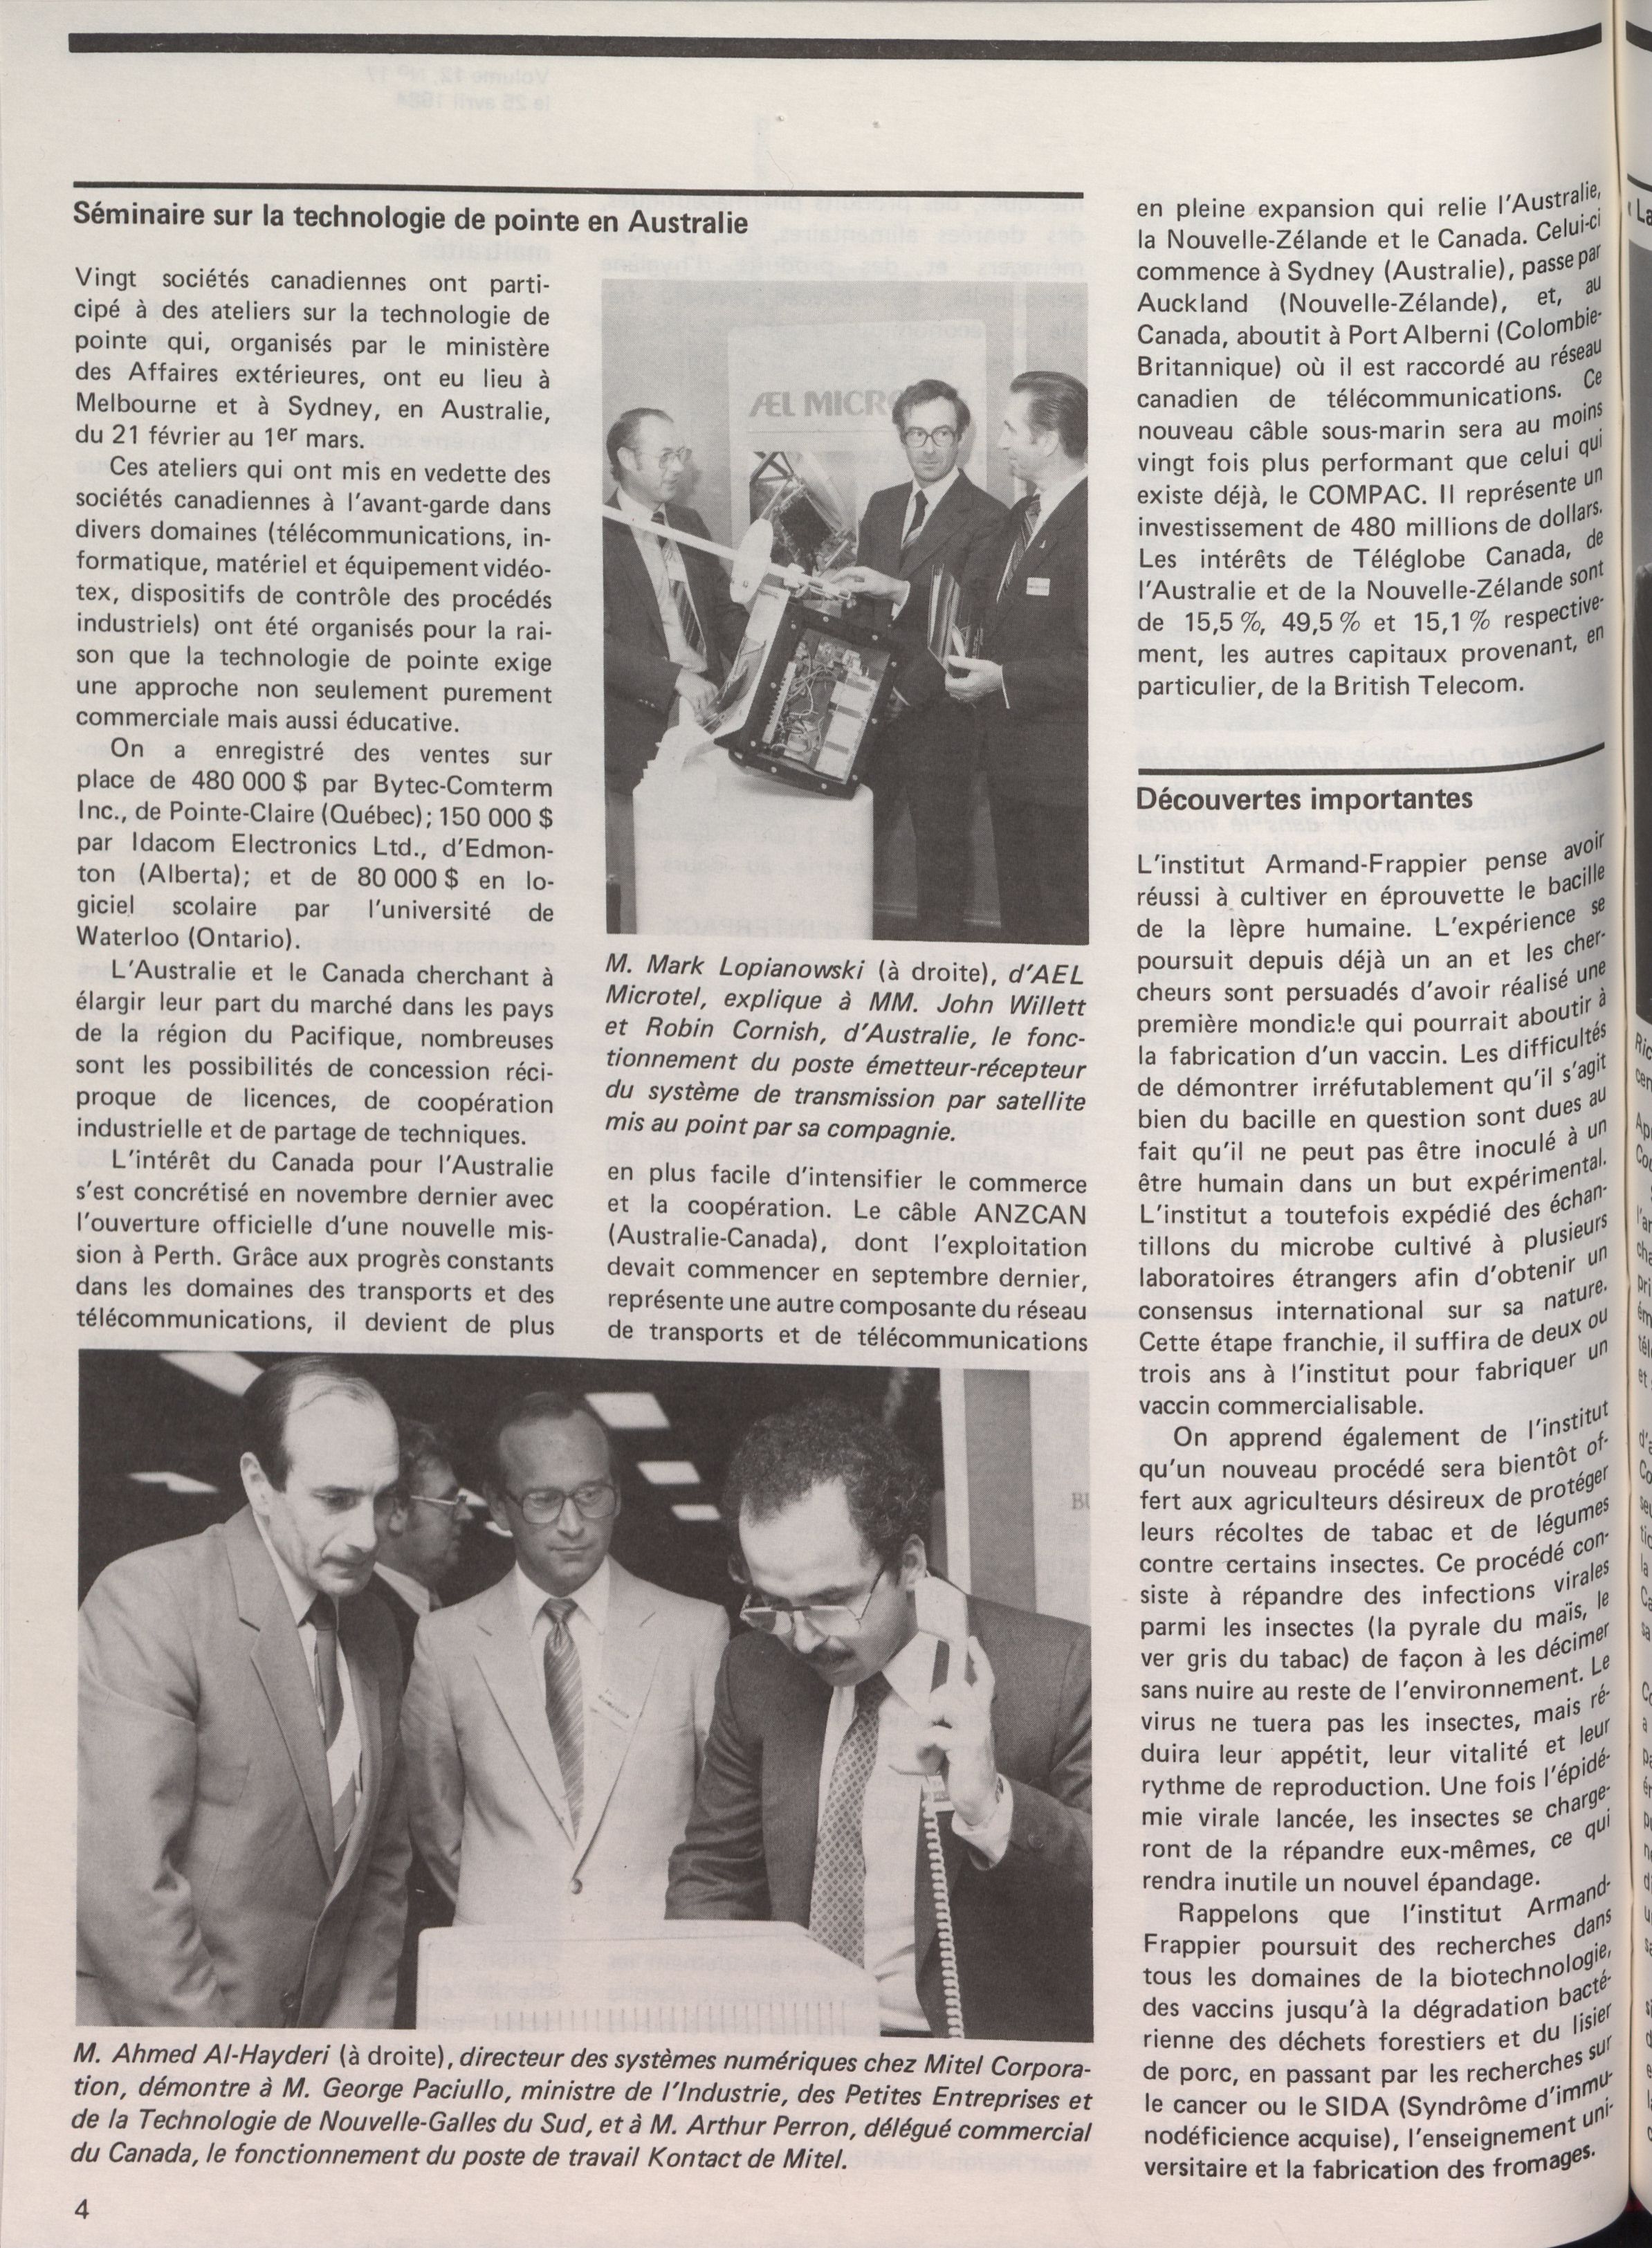 Séminaire sur la technologie de pointe en Australie
Vingt sociétés canadiennes ont parti-
cipé à des ateliers sur la technologie de
pointe qui, organisés par le ministère
des Affaires extérieures, ont eu lieu à
Melbourne et à Sydney, en Australie,
du 21 février au 1er mars.
Ces ateliers qui ont mis en vedette des
sociétés canadiennes à l'avant-garde dans
divers domaines (télécommunications, in-
formatique, matériel et équipement vidéo-
tex, dispositifs de contrôle des procédés
industriels) ont été organisés pour la rai-
son que la technologie de pointe exige
une approche non seulement purement
commerciale mais aussi éducative.
On a enregistré des ventes sur
place de 480 000 $ par Bytec-Comterm
Inc., de Pointe-Claire (Québec); 150 000 $
par Idacom Electronics Ltd., d'Edmon-
ton (Alberta); et de 80 000 $ en lo-
giciel scolaire par l'université de
Waterloo (Ontario).
L'Australie et le Canada cherchant à
élargir leur part du marché dans les pays
de la région du Pacifique, nombreuses
sont les possibilités de concession réci-
proque de licences, de coopération
industrielle et de partage de techniques.
L'intérêt du Canada pour l'Australie
s'est concrétisé en novembre dernier avec
l'ouverture officielle d'une nouvelle mis-
sion à Perth. Grâce aux progrès constants
dans les domaines des transports et des
télécommunications, il devient de plus
ÆL MICRO
M. Mark Lopianowski (à droite), d'AEL
Microtel, explique à MM. John Willett
et Robin Cornish, d'Australie, le fonc-
tionnement du poste émetteur-récepteur
du système de transmission par satellite
mis au point par sa compagnie.
en plus facile d'intensifier le commerce
et la coopération. Le câble ANZCAN
(Australie-Canada), dont l'exploitation
devait commencer en septembre dernier,
représente une autre composante du réseau
de transports et de télécommunications
M. Ahmed Al-Hayderi (à droite), directeur des systèmes numériques chez Mitel Corpora-
tion, démontre à M. George Paciullo, ministre de l'Industrie, des Petites Entreprises et
de la Technologie de Nouvelle-Galles du Sud, et à M. Arthur Perron, délégué commercial
du Canada, le fonctionnement du poste de travail Kontact de Mitel.
4
en pleine expansion qui relie l'Australie,
la Nouvelle-Zélande et le Canada. Celui-ci
commence à Sydney (Australie), passe par
Auckland (Nouvelle-Zélande), et, au
Canada, aboutit à Port Alberni (Colombie-
Britannique) où il est raccordé au réseau
canadien de télécommunications. Ce
nouveau câble sous-marin sera au moins
vingt fois plus performant que celui qui
existe déjà, le COMPAC. Il représente un
investissement de 480 millions de dollars.
Les intérêts de Téléglobe Canada, de
l'Australie et de la Nouvelle-Zélande sont
de 15,5 %, 49,5 % et 15,1 % respective-
ment, les autres capitaux provenant, en
particulier, de la British Telecom.
Découvertes importantes
L'institut Armand-Frappier pense avoir
réussi à cultiver en éprouvette le bacille
de la lèpre humaine. L'expérience se
poursuit depuis déjà un an et les cher-
cheurs sont persuadés d'avoir réalisé une
première mondiale qui pourrait aboutir à
la fabrication d'un vaccin. Les difficultés
de démontrer irréfutablement qu'il s'agit
bien du bacille en question sont dues au
fait qu'il ne peut pas être inoculé à un
être humain dans un but expérimental.
L'institut a toutefois expédié des échan-
tillons du microbe cultivé à plusieurs
laboratoires étrangers afin d'obtenir un
consensus international sur sa nature.
Cette étape franchie, il suffira de deux ou
trois ans à l'institut pour fabriquer un
vaccin commercialisable.
On apprend également de l'institut
qu'un nouveau procédé sera bientôt of-
fert aux agriculteurs désireux de protéger
leurs récoltes de tabac et de légumes
contre certains insectes. Ce procédé con-
siste à répandre des infections virales
parmi les insectes (la pyrale du maïs, le
ver gris du tabac) de façon à les décimer
sans nuire au reste de l'environnement. Le
virus ne tuera pas les insectes, mais ré-
duira leur appétit, leur vitalité et leur
rythme de reproduction. Une fois l'épidé-
mie virale lancée, les insectes se charge-
ront de la répandre eux-mêmes, ce qui
rendra inutile un nouvel épandage.
Rappelons que l'institut Armand-
Frappier poursuit des recherches dans
tous les domaines de la biotechnologie,
des vaccins jusqu'à la dégradation bacté-
rienne des déchets forestiers et du lisier
de porc, en passant par les recherches sur
le cancer ou le SIDA (Syndrôme d'immu-
nodéficience acquise), l'enseignement uni-
versitaire et la fabrication des fromages.